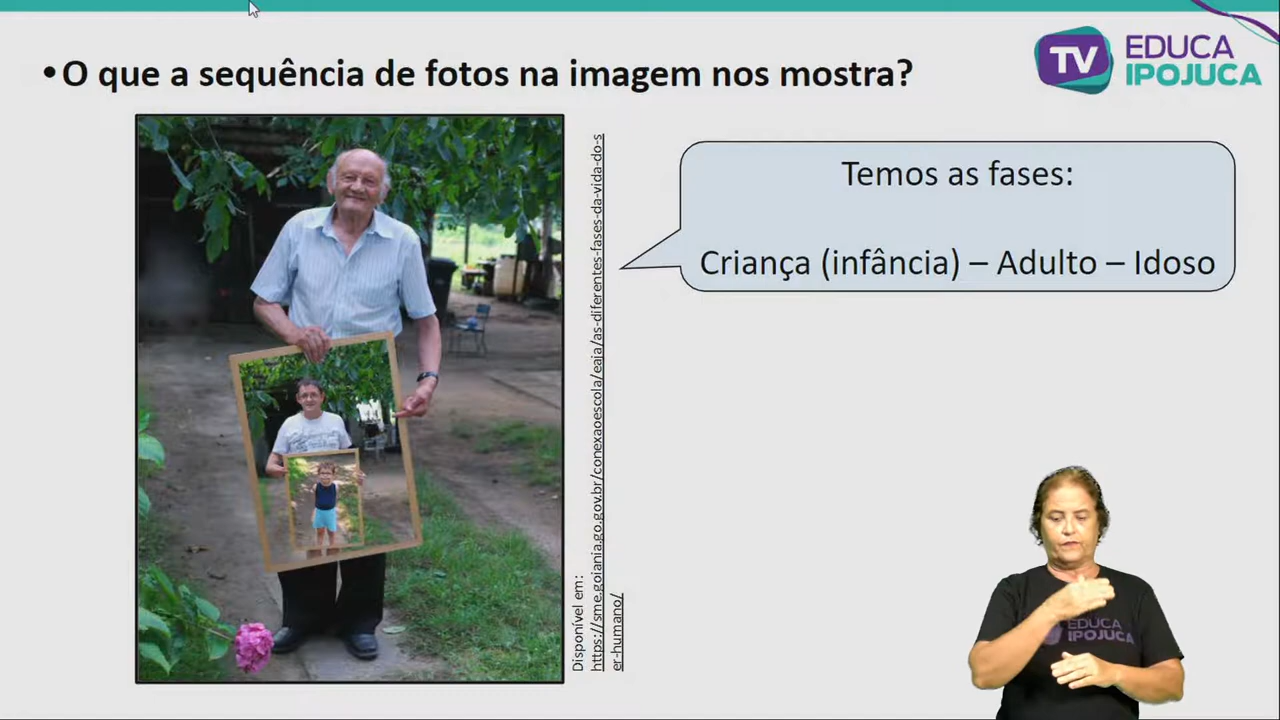 •O que a sequência de fotos na imagem nos mostra?
TV
EDUCA
IPOJUCA
Temos as fases:
Criança (infância) – Adulto – Idoso
Disponível em:
https://sme.goiania.go.gov.br/conexaoescola/eaja/as-diferentes-fases-da-vida-do-s
er-humano/
EDUCA
IPOJUCA